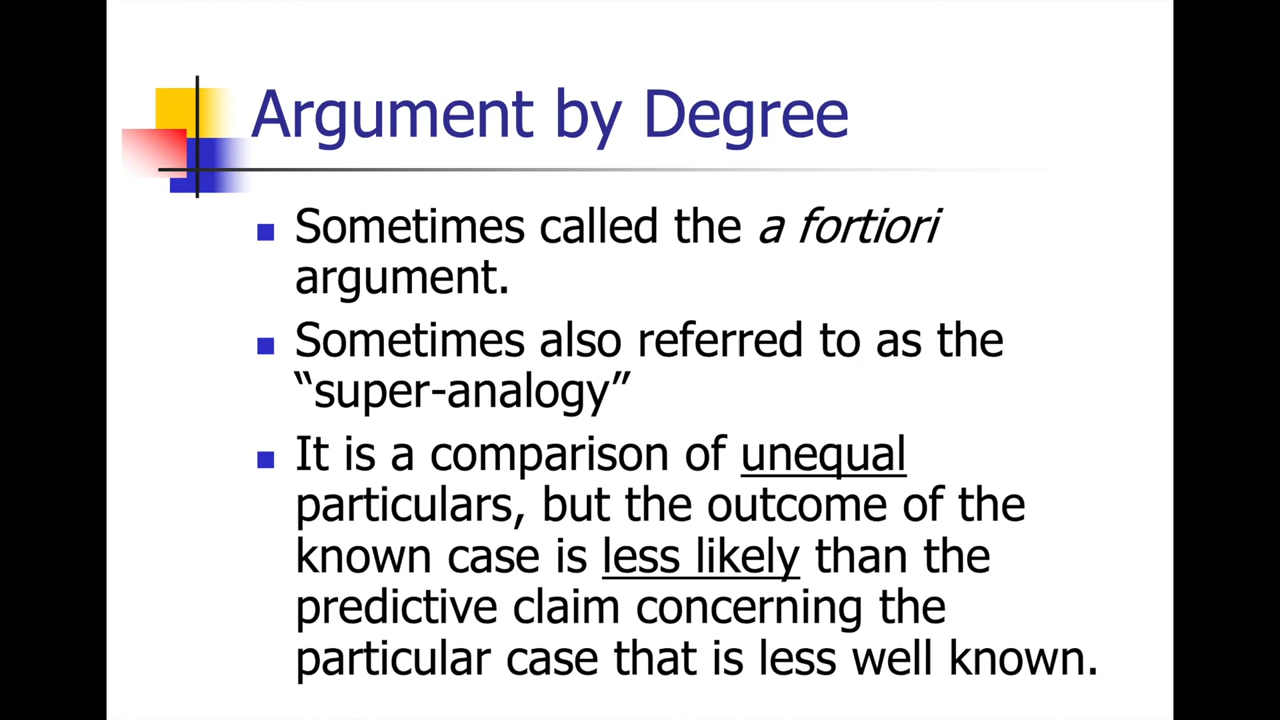 Argument by Degree
Sometimes called the a fortiori
argument.
Sometimes also referred to as the
“super-analogy”
It is a comparison of unequal
particulars, but the outcome of the
known case is less likely than the
predictive claim concerning the
particular case that is less well known.